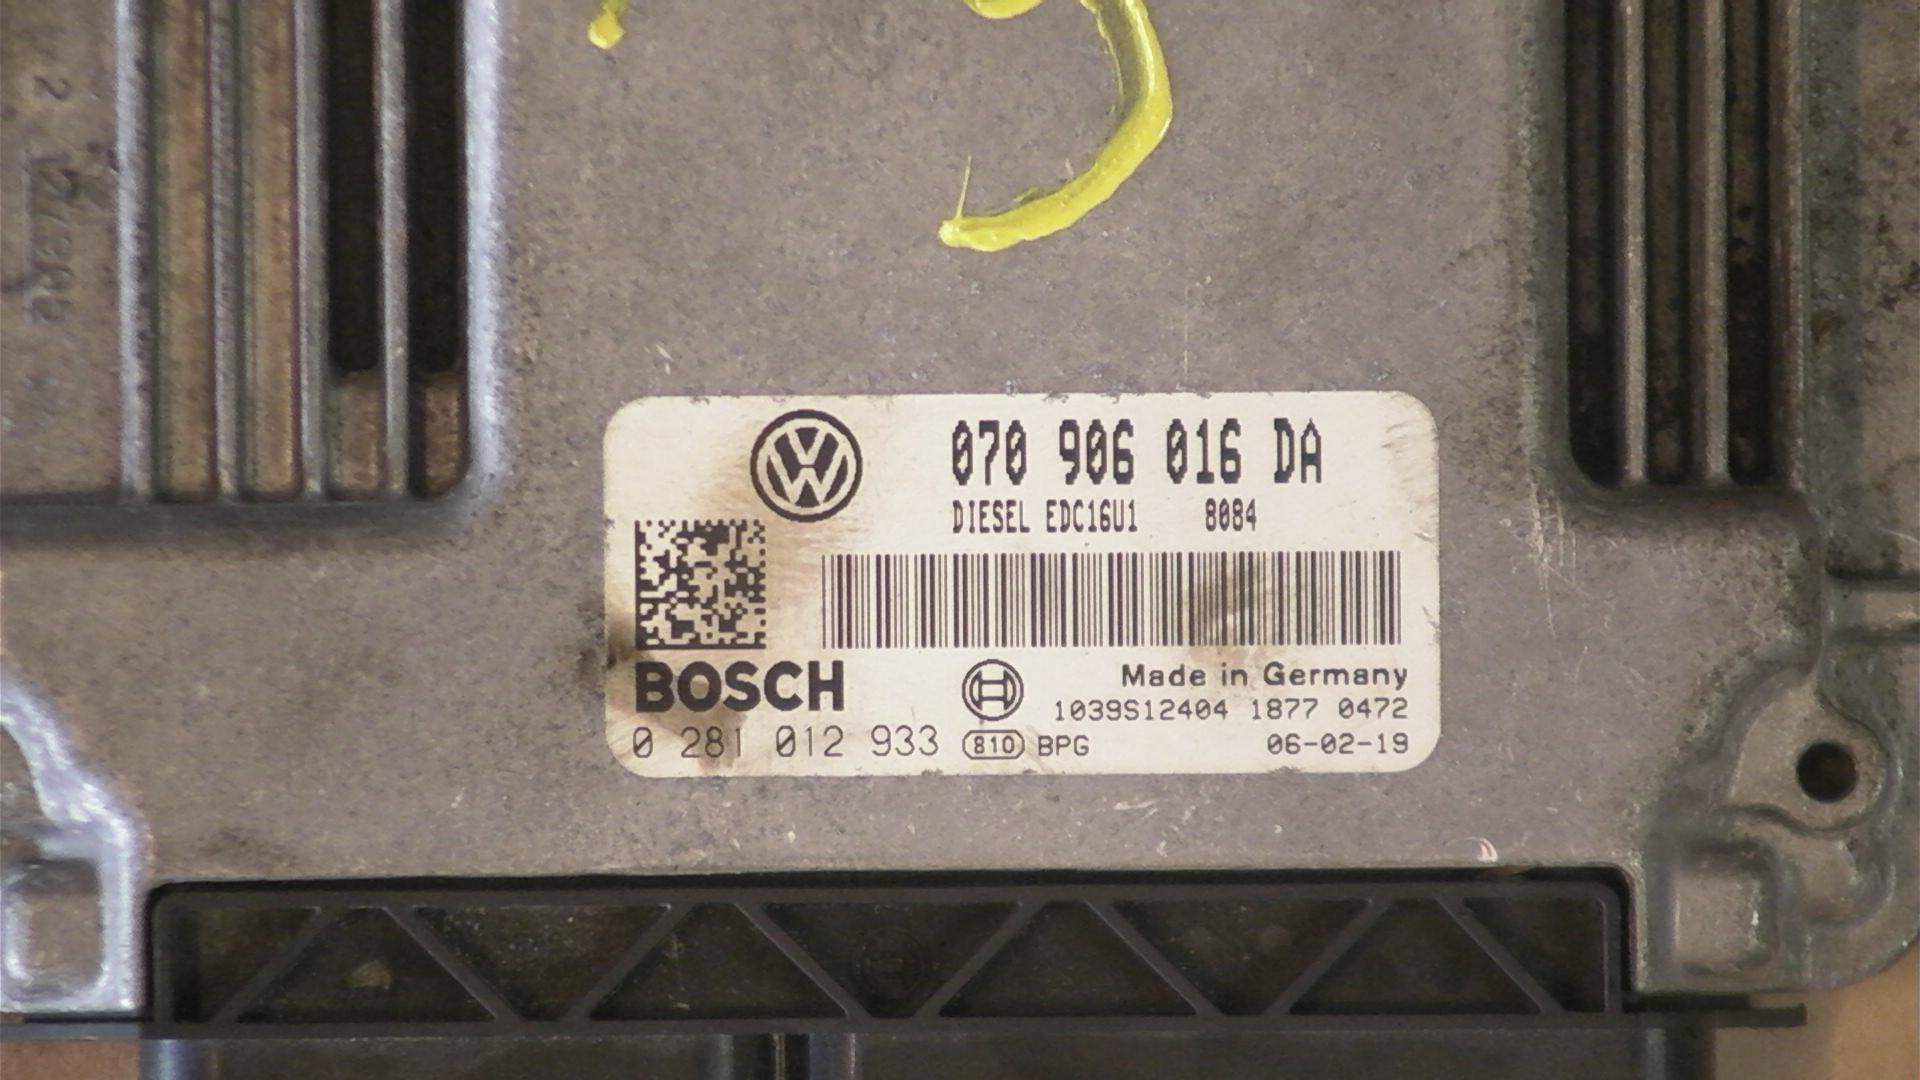 070 906 016 DA
DIESEL EDC16U1 8084
BOSCH
Made in Germany
1039S12404 1877 0472
0 281 012 933 810 BPG 06-02-19